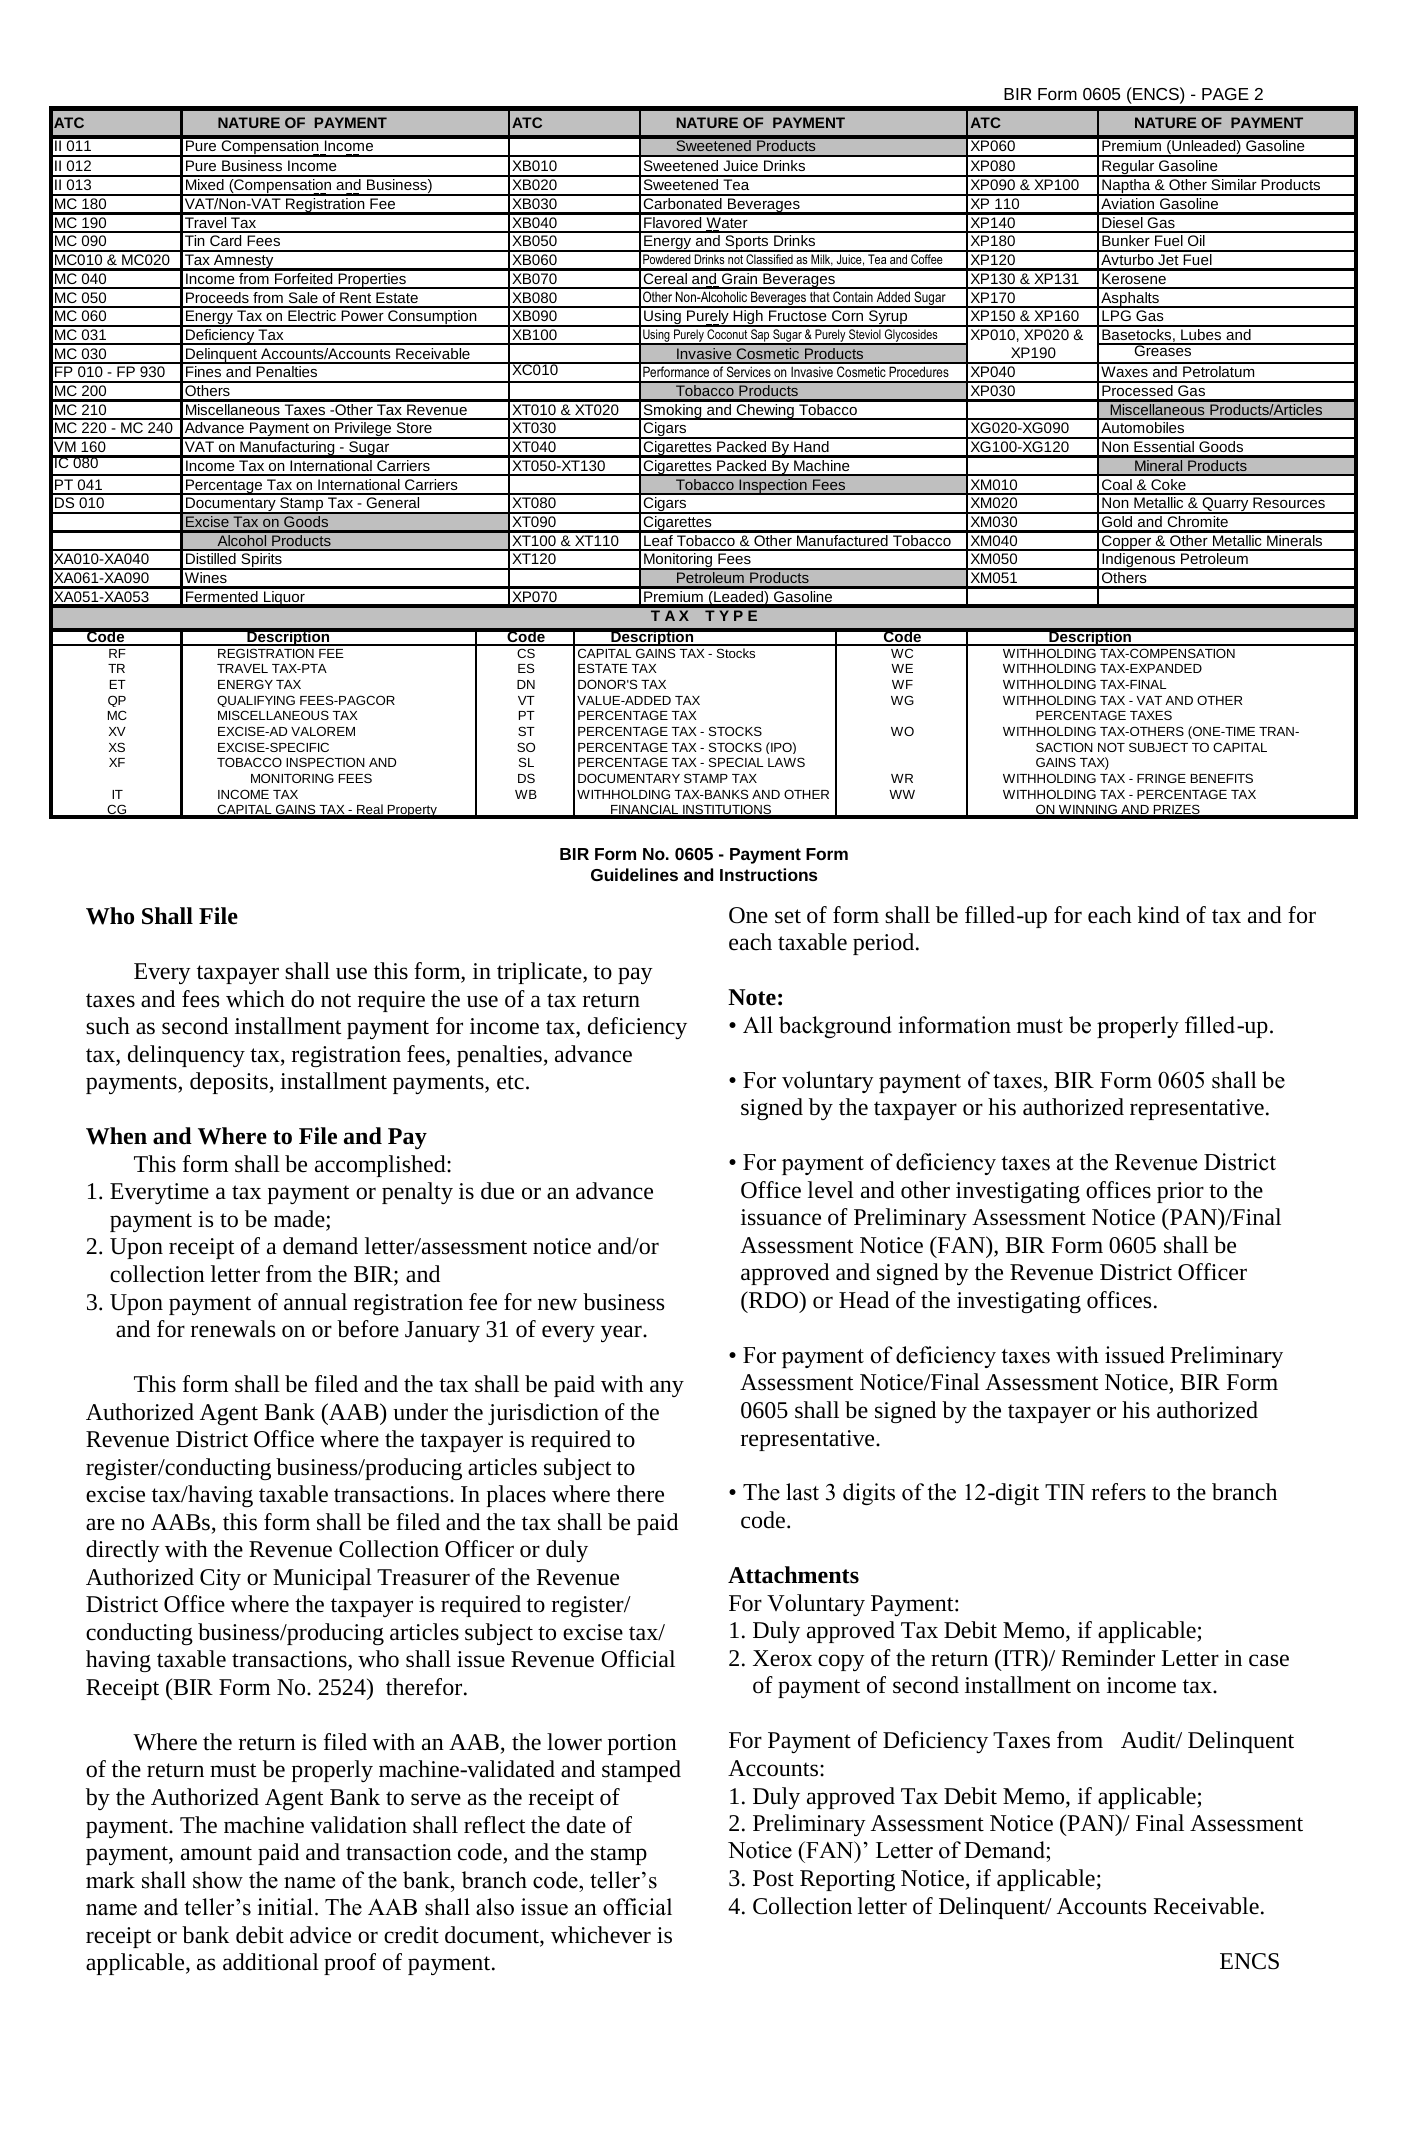 BIR Form 0605 (ENCS) - PAGE 2
ATC NATURE OF PAYMENT ATC NATURE OF PAYMENT ATC NATURE OF PAYMENT
II 011 Pure Compensation Income Sweetened Products XP060 Premium (Unleaded) Gasoline
II 012 Pure Business Income XB010 Sweetened Juice Drinks XP080 Regular Gasoline
II 013 Mixed (Compensation and Business) XB020 Sweetened Tea XP090 & XP100 Naptha & Other Similar Products
MC 180 VAT/Non-VAT Registration Fee XB030 Carbonated Beverages XP 110 Aviation Gasoline
MC 190 Travel Tax XB040 Flavored Water XP140 Diesel Gas
MC 090 Tin Card Fees XB050 Energy and Sports Drinks XP180 Bunker Fuel Oil
MC010 & MC020 Tax Amnesty XB060 Powdered Drinks not Classified as Milk, Juice, Tea and Coffee XP120 Avturbo Jet Fuel
MC 040 Income from Forfeited Properties XB070 Cereal and Grain Beverages XP130 & XP131 Kerosene
MC 050 Proceeds from Sale of Rent Estate XB080 Other Non-Alcoholic Beverages that Contain Added Sugar XP170 Asphalts
MC 060 Energy Tax on Electric Power Consumption XB090 Using Purely High Fructose Corn Syrup XP150 & XP160 LPG Gas
MC 031 Deficiency Tax XB100 Using Purely Coconut Sap Sugar & Purely Steviol Glycosides XP010, XP020 & Basetocks, Lubes and
MC 030 Delinquent Accounts/Accounts Receivable Invasive Cosmetic Products XP190 Greases
FP 010 - FP 930 Fines and Penalties XC010 Performance of Services on Invasive Cosmetic Procedures XP040 Waxes and Petrolatum
MC 200 Others Tobacco Products XP030 Processed Gas
MC 210 Miscellaneous Taxes -Other Tax Revenue XT010 & XT020 Smoking and Chewing Tobacco Miscellaneous Products/Articles
MC 220 - MC 240 Advance Payment on Privilege Store XT030 Cigars XG020-XG090 Automobiles
VM 160 VAT on Manufacturing - Sugar XT040 Cigarettes Packed By Hand XG100-XG120 Non Essential Goods
IC 080 Income Tax on International Carriers XT050-XT130 Cigarettes Packed By Machine Mineral Products
PT 041 Percentage Tax on International Carriers Tobacco Inspection Fees XM010 Coal & Coke
DS 010 Documentary Stamp Tax - General XT080 Cigars XM020 Non Metallic & Quarry Resources
Excise Tax on Goods XT090 Cigarettes XM030 Gold and Chromite
Alcohol Products XT100 & XT110 Leaf Tobacco & Other Manufactured Tobacco XM040 Copper & Other Metallic Minerals
XA010-XA040 Distilled Spirits XT120 Monitoring Fees XM050 Indigenous Petroleum
XA061-XA090 Wines Petroleum Products XM051 Others
XA051-XA053 Fermented Liquor XP070 Premium (Leaded) Gasoline
TAX TYPE
Code Description Code Description Code Description
RF REGISTRATION FEE CS CAPITAL GAINS TAX - Stocks WC WITHHOLDING TAX-COMPENSATION
TR TRAVEL TAX-PTA ES ESTATE TAX WE WITHHOLDING TAX-EXPANDED
ET ENERGY TAX DN DONOR'S TAX WF WITHHOLDING TAX-FINAL
QP QUALIFYING FEES-PAGCOR VT VALUE-ADDED TAX WG WITHHOLDING TAX - VAT AND OTHER
MC MISCELLANEOUS TAX PT PERCENTAGE TAX PERCENTAGE TAXES
XV EXCISE-AD VALOREM ST PERCENTAGE TAX - STOCKS WO WITHHOLDING TAX-OTHERS (ONE-TIME TRAN-
XS EXCISE-SPECIFIC SO PERCENTAGE TAX - STOCKS (IPO) SACTION NOT SUBJECT TO CAPITAL
XF TOBACCO INSPECTION AND SL PERCENTAGE TAX - SPECIAL LAWS GAINS TAX)
MONITORING FEES DS DOCUMENTARY STAMP TAX WR WITHHOLDING TAX - FRINGE BENEFITS
IT INCOME TAX WB WITHHOLDING TAX-BANKS AND OTHER WW WITHHOLDING TAX - PERCENTAGE TAX
CG CAPITAL GAINS TAX - Real Property FINANCIAL INSTITUTIONS ON WINNING AND PRIZES
BIR Form No. 0605 - Payment Form
Guidelines and Instructions
Who Shall File
Every taxpayer shall use this form, in triplicate, to pay
taxes and fees which do not require the use of a tax return
such as second installment payment for income tax, deficiency
tax, delinquency tax, registration fees, penalties, advance
payments, deposits, installment payments, etc.
When and Where to File and Pay
This form shall be accomplished:
1. Everytime a tax payment or penalty is due or an advance
payment is to be made;
2. Upon receipt of a demand letter/assessment notice and/or
collection letter from the BIR; and
3. Upon payment of annual registration fee for new business
and for renewals on or before January 31 of every year.
This form shall be filed and the tax shall be paid with any
Authorized Agent Bank (AAB) under the jurisdiction of the
Revenue District Office where the taxpayer is required to
register/conducting business/producing articles subject to
excise tax/having taxable transactions. In places where there
are no AABs, this form shall be filed and the tax shall be paid
directly with the Revenue Collection Officer or duly
Authorized City or Municipal Treasurer of the Revenue
District Office where the taxpayer is required to register/
conducting business/producing articles subject to excise tax/
having taxable transactions, who shall issue Revenue Official
Receipt (BIR Form No. 2524) therefor.
Where the return is filed with an AAB, the lower portion
of the return must be properly machine-validated and stamped
by the Authorized Agent Bank to serve as the receipt of
payment. The machine validation shall reflect the date of
payment, amount paid and transaction code, and the stamp
mark shall show the name of the bank, branch code, teller’s
name and teller’s initial. The AAB shall also issue an official
receipt or bank debit advice or credit document, whichever is
applicable, as additional proof of payment.
One set of form shall be filled-up for each kind of tax and for
each taxable period.
Note:
• All background information must be properly filled-up.
• For voluntary payment of taxes, BIR Form 0605 shall be
signed by the taxpayer or his authorized representative.
• For payment of deficiency taxes at the Revenue District
Office level and other investigating offices prior to the
issuance of Preliminary Assessment Notice (PAN)/Final
Assessment Notice (FAN), BIR Form 0605 shall be
approved and signed by the Revenue District Officer
(RDO) or Head of the investigating offices.
• For payment of deficiency taxes with issued Preliminary
Assessment Notice/Final Assessment Notice, BIR Form
0605 shall be signed by the taxpayer or his authorized
representative.
• The last 3 digits of the 12-digit TIN refers to the branch
code.
Attachments
For Voluntary Payment:
1. Duly approved Tax Debit Memo, if applicable;
2. Xerox copy of the return (ITR)/ Reminder Letter in case
of payment of second installment on income tax.
For Payment of Deficiency Taxes from Audit/ Delinquent
Accounts:
1. Duly approved Tax Debit Memo, if applicable;
2. Preliminary Assessment Notice (PAN)/ Final Assessment
Notice (FAN)’ Letter of Demand;
3. Post Reporting Notice, if applicable;
4. Collection letter of Delinquent/ Accounts Receivable.
ENCS